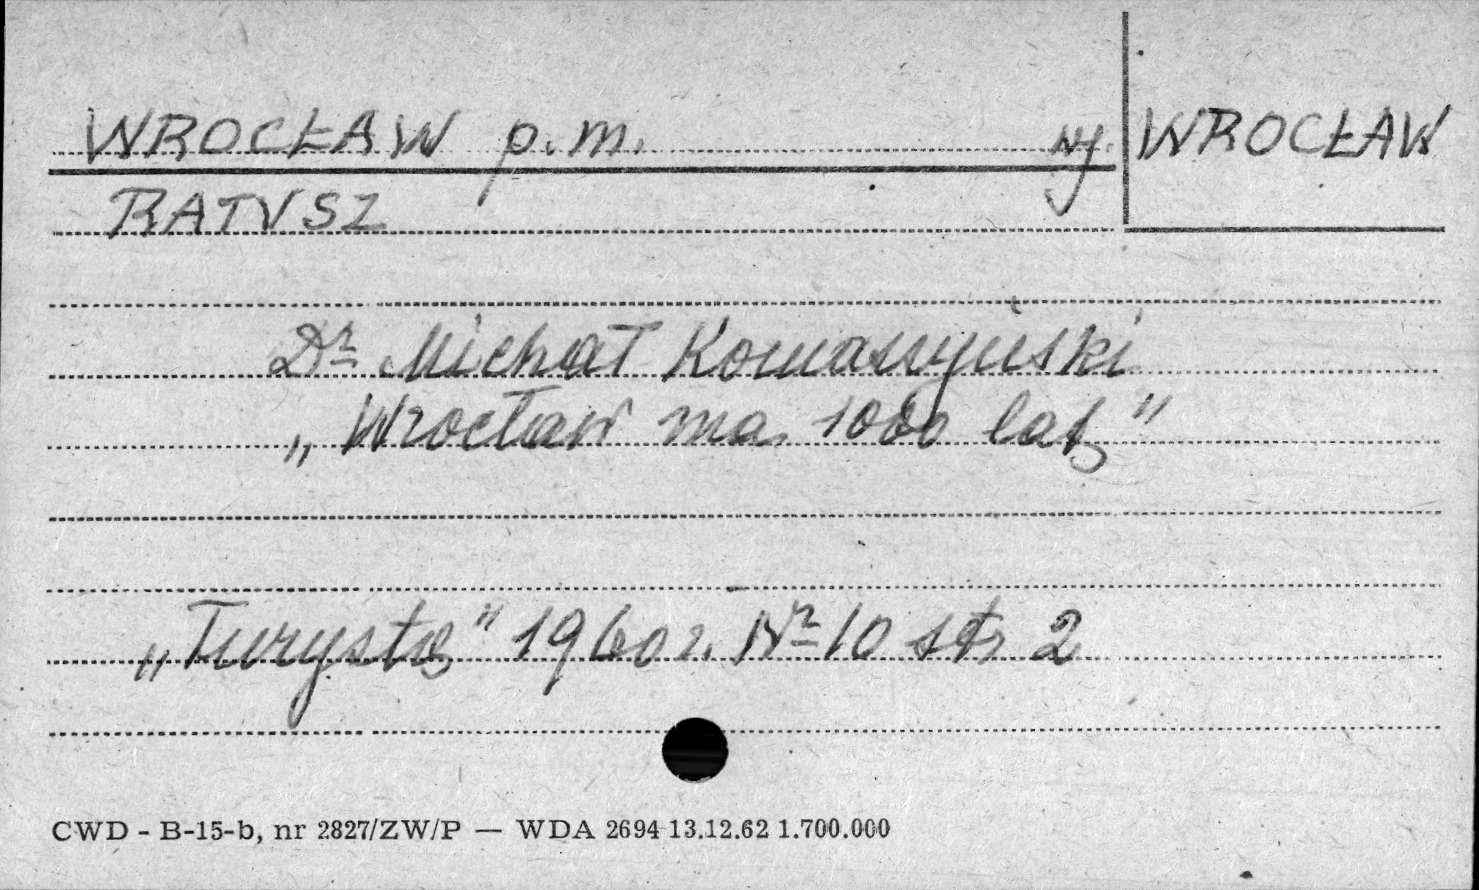 WROCŁAW p.m. WROCŁAW
RATUSZ
Dr Michał Komaszyński
„Wrocław ma 1000 lat”
„Turysta” 1960 r. Nr 10 str 2
CWD - B-15-b, nr 2827/ZW/P — WDA 2694 13.12.62 1.700.000